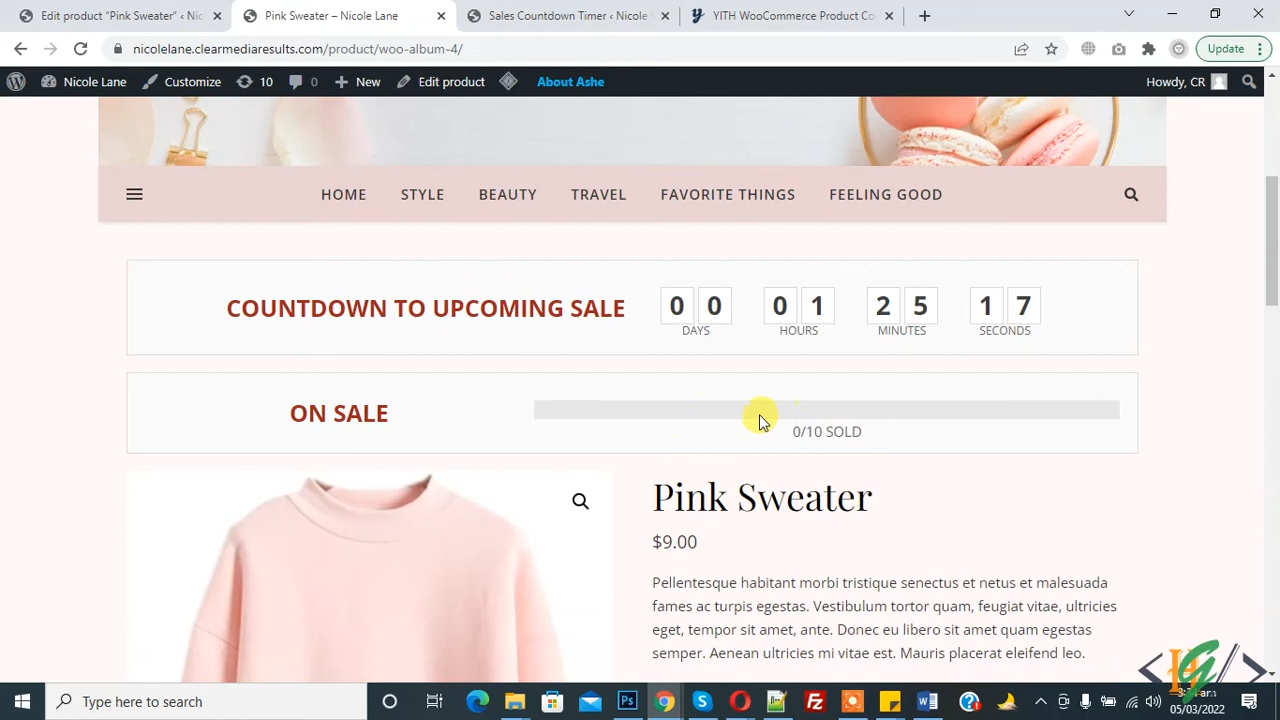 Edit product “Pink Sweater” ‹ Nic
Pink Sweater – Nicole Lane
Sales Countdown Timer ‹ Nicole
YITH WooCommerce Product Co
nicolelane.clearmediaresults.com/product/woo-album-4/
Update
Nicole Lane
Customize
10
0
New
Edit product
About Ashe
Howdy, CR
HOME
STYLE
BEAUTY
TRAVEL
FAVORITE THINGS
FEELING GOOD
COUNTDOWN TO UPCOMING SALE
0 0
DAYS
0 1
HOURS
2 5
MINUTES
1 7
SECONDS
ON SALE
0/10 SOLD
Pink Sweater
$9.00
Pellentesque habitant morbi tristique senectus et netus et malesuada
fames ac turpis egestas. Vestibulum tortor quam, feugiat vitae, ultricies
eget, tempor sit amet, ante. Donec eu libero sit amet quam egestas
semper. Aenean ultricies mi vitae est. Mauris placerat eleifend leo.
Type here to search
05/03/2022